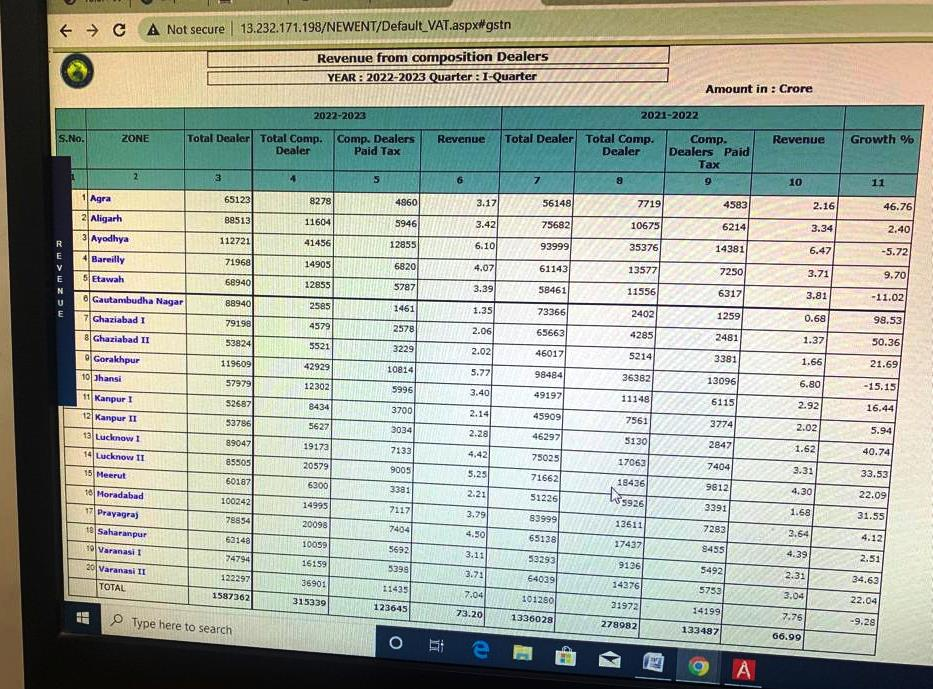 Not secure | 13.232.171.198/NEWENT/Default_VAT.aspx#gstn
Revenue from composition Dealers
YEAR : 2022-2023 Quarter : I-Quarter
Amount in : Crore
2022-2023 2021-2022
S.No. ZONE Total Dealer Total Comp. Dealer Comp. Dealers Paid Tax Revenue Total Dealer Total Comp. Dealer Comp. Dealers Paid Tax Revenue Growth %
1 2 3 4 5 6 7 8 9 10 11
1 Agra 65123 8278 4860 3.17 56148 7719 4583 2.16 46.76
2 Aligarh 88513 11604 5946 3.42 75682 10675 6214 3.34 2.40
3 Ayodhya 112721 41456 12855 6.10 93999 35376 14381 6.47 -5.72
4 Bareilly 71968 14905 6820 4.07 61143 13577 7250 3.71 9.70
5 Etawah 68940 12855 5787 3.39 58461 11556 6317 3.81 -11.02
6 Gautambudha Nagar 88940 2585 1461 1.35 73366 2402 1259 0.68 98.53
7 Ghaziabad I 79198 4579 2578 2.06 65663 4285 2481 1.37 50.36
8 Ghaziabad II 53824 5521 3229 2.02 46017 5214 3381 1.66 21.69
9 Gorakhpur 119609 42929 10814 5.77 98484 36382 13096 6.80 -15.15
10 Jhansi 57979 12302 5996 3.40 49197 11148 6115 2.92 16.44
11 Kanpur I 52687 8434 3700 2.14 45909 7561 3774 2.02 5.94
12 Kanpur II 53786 5627 3034 2.28 46297 5130 2847 1.62 40.74
13 Lucknow I 89047 19173 7133 4.42 75025 17063 7404 3.31 33.53
14 Lucknow II 85505 20579 9005 5.25 71662 18436 9812 4.30 22.09
15 Meerut 60187 6300 3381 2.21 51226 5926 3391 1.68 31.55
16 Moradabad 100242 14995 7117 3.79 83999 13611 7283 3.64 4.12
17 Prayagraj 78854 20098 7404 4.50 65138 17437 8455 4.39 2.51
18 Saharanpur 63148 10059 5692 3.11 53293 9136 5492 2.31 34.63
19 Varanasi I 74794 16159 5398 3.71 64039 14376 5753 3.04 22.04
20 Varanasi II 122297 36901 11435 7.04 101280 31972 14199 7.76 -9.28
TOTAL 1587362 315339 123645 73.20 1336028 278982 133487 66.99
REVENUE
Type here to search